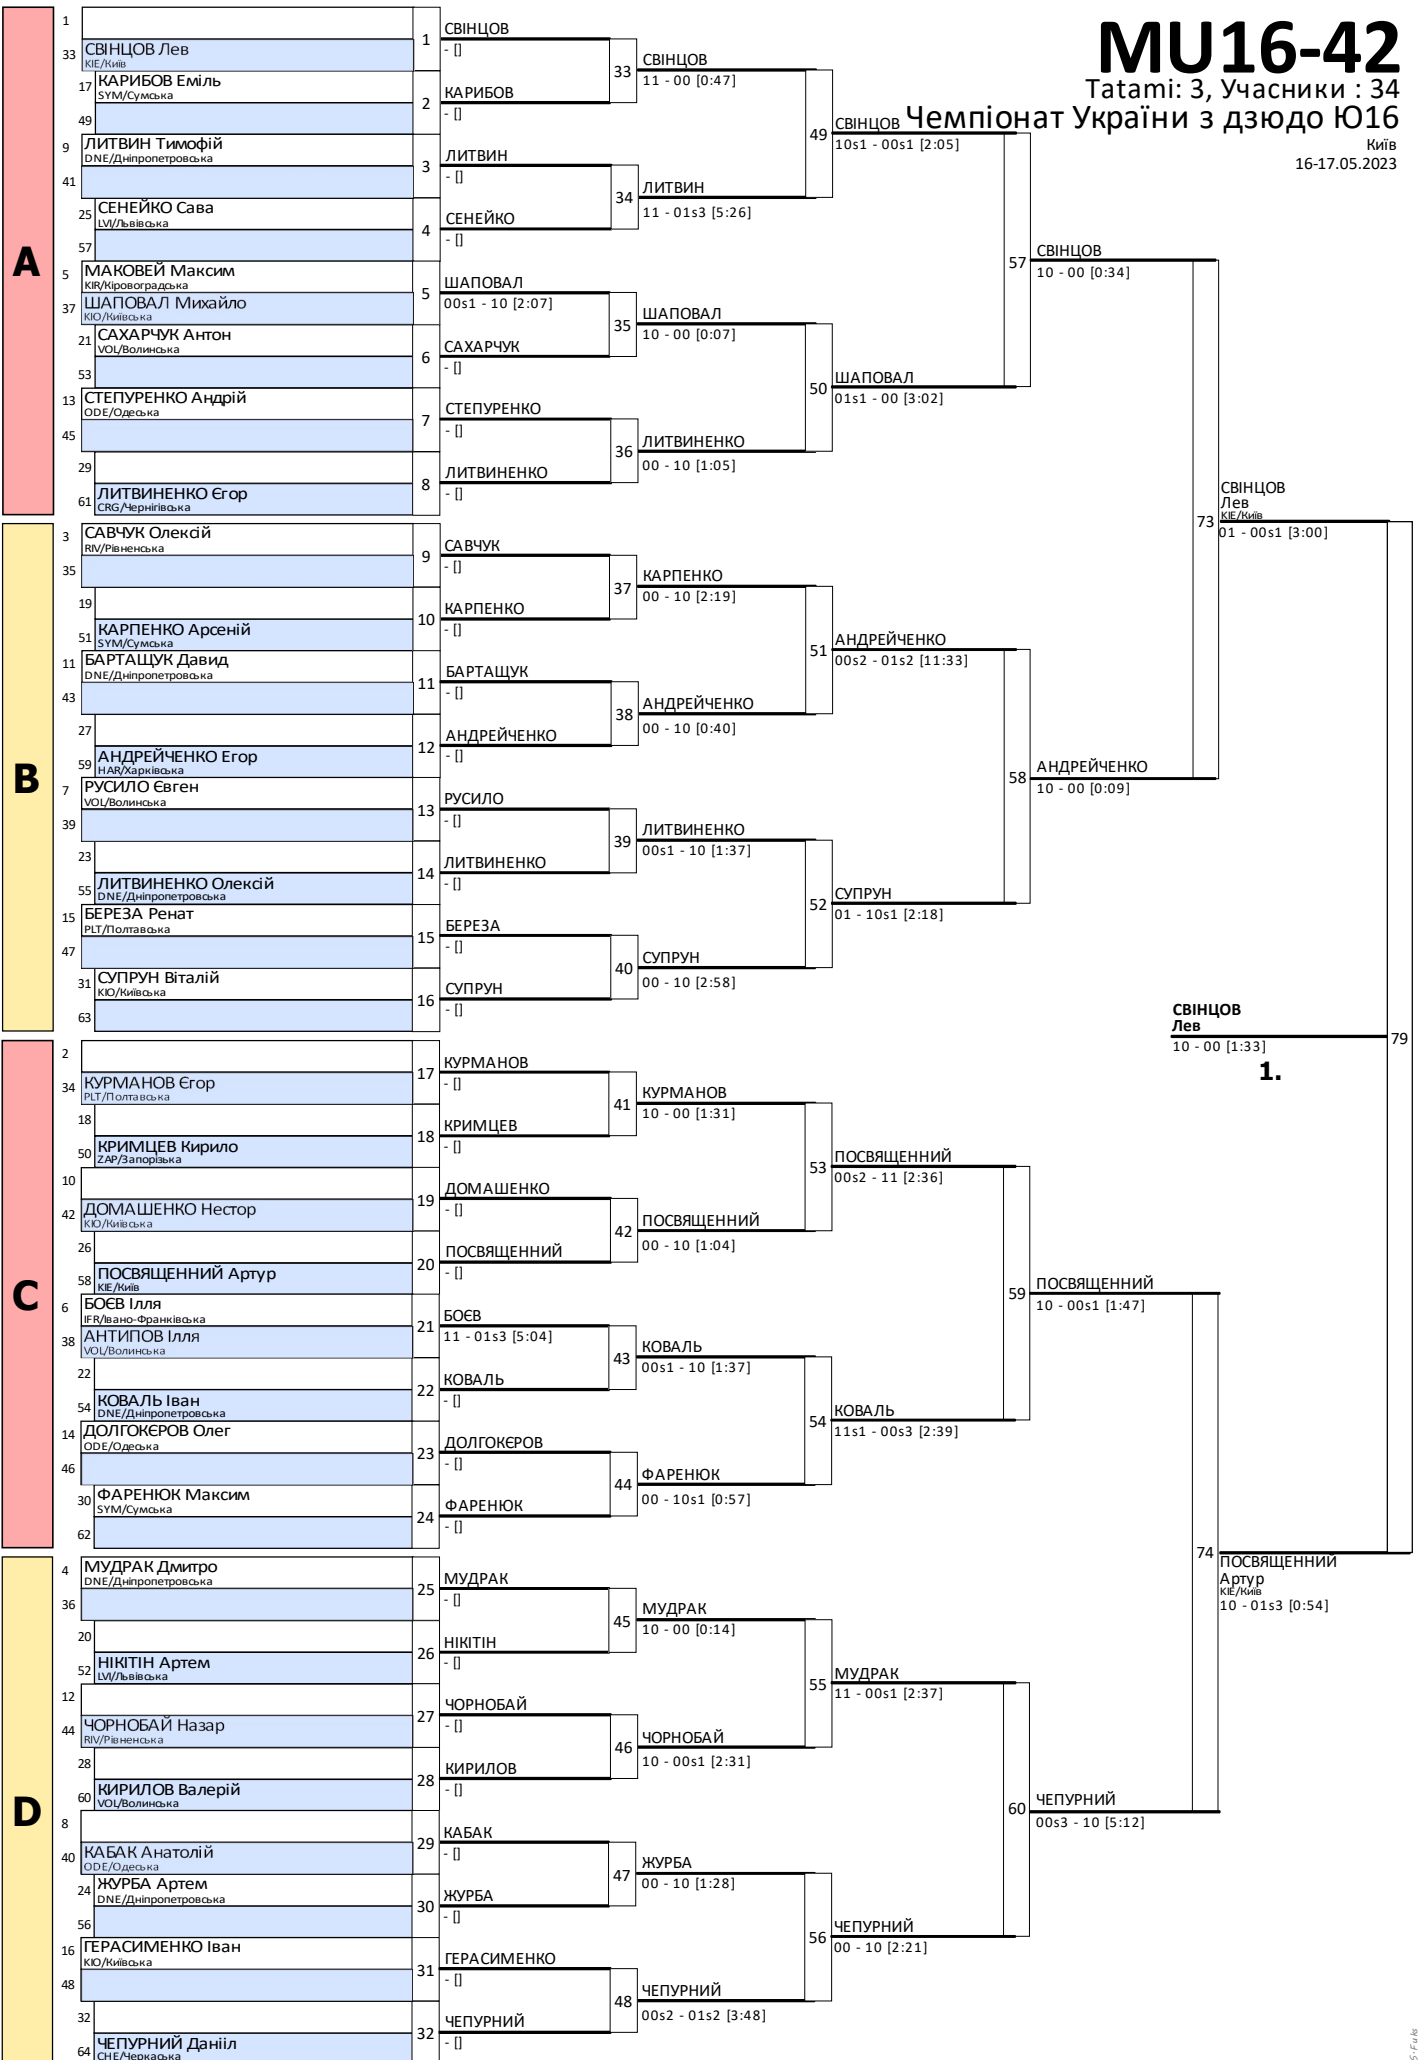 MU16-42
Tatami: 3, Учасники : 34
Чемпіонат України з дзюдо Ю16
Київ
16-17.05.2023
A
1
33 СВІНЦОВ Лев
KIE/Київ
17 КАРИБОВ Еміль
SYM/Сумська
49
9 ЛИТВИН Тимофій
DNE/Дніпропетровська
41
25 СЕНЕЙКО Сава
LVI/Львівська
57
5 МАКОВЕЙ Максим
KIR/Кіровоградська
37 ШАПОВАЛ Михайло
KIO/Київська
21 САХАРЧУК Антон
VOL/Волинська
53
13 СТЕПУРЕНКО Андрій
ODE/Одеська
45
29
61 ЛИТВИНЕНКО Єгор
CRG/Чернігівська
B
3 САВЧУК Олексій
RIV/Рівненська
35
19
51 КАРПЕНКО Арсеній
SYM/Сумська
11 БАРТАЩУК Давид
DNE/Дніпропетровська
43
27
59 АНДРЕЙЧЕНКО Егор
HAR/Харківська
7 РУСИЛО Євген
VOL/Волинська
39
23
55 ЛИТВИНЕНКО Олексій
DNE/Дніпропетровська
15 БЕРЕЗА Ренат
PLT/Полтавська
47
31 СУПРУН Віталій
KIO/Київська
63
C
2
34 КУРМАНОВ Єгор
PLT/Полтавська
18
50 КРИМЦЕВ Кирило
ZAP/Запорізька
10
42 ДОМАШЕНКО Нестор
KIO/Київська
26
58 ПОСВЯЩЕННИЙ Артур
KIE/Київ
6 БОЄВ Ілля
IFR/Івано-Франківська
38 АНТИПОВ Ілля
VOL/Волинська
22
54 КОВАЛЬ Іван
DNE/Дніпропетровська
14 ДОЛГОКЄРОВ Олег
ODE/Одеська
46
30 ФАРЕНЮК Максим
SYM/Сумська
62
D
4 МУДРАК Дмитро
DNE/Дніпропетровська
36
20
52 НІКІТІН Артем
LVI/Львівська
12
44 ЧОРНОБАЙ Назар
RIV/Рівненська
28
60 КИРИЛОВ Валерій
VOL/Волинська
8
40 КАБАК Анатолій
ODE/Одеська
24 ЖУРБА Артем
DNE/Дніпропетровська
56
16 ГЕРАСИМЕНКО Іван
KIO/Київська
48
32
64 ЧЕПУРНИЙ Данііл
CHE/Черкаська
1 СВІНЦОВ
- []
2 КАРИБОВ
- []
3 ЛИТВИН
- []
4 СЕНЕЙКО
- []
5 ШАПОВАЛ
00s1 - 10 [2:07]
6 САХАРЧУК
- []
7 СТЕПУРЕНКО
- []
8 ЛИТВИНЕНКО
- []
9 САВЧУК
- []
10 КАРПЕНКО
- []
11 БАРТАЩУК
- []
12 АНДРЕЙЧЕНКО
- []
13 РУСИЛО
- []
14 ЛИТВИНЕНКО
- []
15 БЕРЕЗА
- []
16 СУПРУН
- []
17 КУРМАНОВ
- []
18 КРИМЦЕВ
- []
19 ДОМАШЕНКО
- []
20 ПОСВЯЩЕННИЙ
- []
21 БОЄВ
11 - 01s3 [5:04]
22 КОВАЛЬ
- []
23 ДОЛГОКЄРОВ
- []
24 ФАРЕНЮК
- []
25 МУДРАК
- []
26 НІКІТІН
- []
27 ЧОРНОБАЙ
- []
28 КИРИЛОВ
- []
29 КАБАК
- []
30 ЖУРБА
- []
31 ГЕРАСИМЕНКО
- []
32 ЧЕПУРНИЙ
- []
33 СВІНЦОВ
11 - 00 [0:47]
34 ЛИТВИН
11 - 01s3 [5:26]
35 ШАПОВАЛ
10 - 00 [0:07]
36 ЛИТВИНЕНКО
00 - 10 [1:05]
37 КАРПЕНКО
00 - 10 [2:19]
38 АНДРЕЙЧЕНКО
00 - 10 [0:40]
39 ЛИТВИНЕНКО
00s1 - 10 [1:37]
40 СУПРУН
00 - 10 [2:58]
41 КУРМАНОВ
10 - 00 [1:31]
42 ПОСВЯЩЕННИЙ
00 - 10 [1:04]
43 КОВАЛЬ
00s1 - 10 [1:37]
44 ФАРЕНЮК
00 - 10s1 [0:57]
45 МУДРАК
10 - 00 [0:14]
46 ЧОРНОБАЙ
10 - 00s1 [2:31]
47 ЖУРБА
00 - 10 [1:28]
48 ЧЕПУРНИЙ
00s2 - 01s2 [3:48]
49 СВІНЦОВ
10s1 - 00s1 [2:05]
50 ШАПОВАЛ
01s1 - 00 [3:02]
51 АНДРЕЙЧЕНКО
00s2 - 01s2 [11:33]
52 СУПРУН
01 - 10s1 [2:18]
53 ПОСВЯЩЕННИЙ
00s2 - 11 [2:36]
54 КОВАЛЬ
11s1 - 00s3 [2:39]
55 МУДРАК
11 - 00s1 [2:37]
56 ЧЕПУРНИЙ
00 - 10 [2:21]
57 СВІНЦОВ
10 - 00 [0:34]
58 АНДРЕЙЧЕНКО
10 - 00 [0:09]
59 ПОСВЯЩЕННИЙ
10 - 00s1 [1:47]
60 ЧЕПУРНИЙ
00s3 - 10 [5:12]
73 СВІНЦОВ
Лев
KIE/Київ
01 - 00s1 [3:00]
74 ПОСВЯЩЕННИЙ
Артур
KIE/Київ
10 - 01s3 [0:54]
79 СВІНЦОВ
Лев
10 - 00 [1:33]
1.